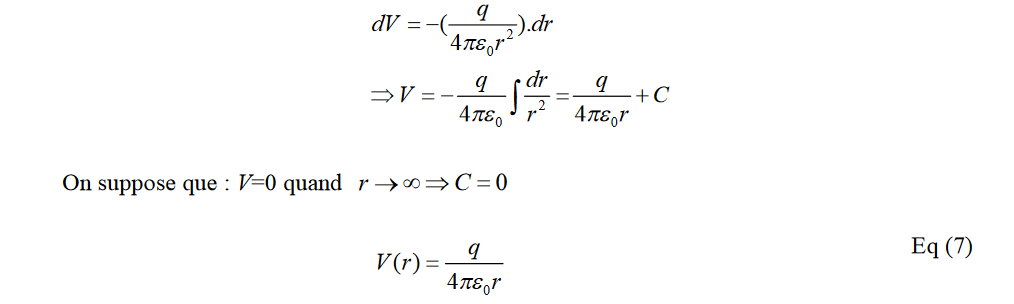 dV = -(q / 4πε₀r²).dr
⇒ V = - q / 4πε₀ ∫ dr / r² = q / 4πε₀r + C
On suppose que : V=0 quand r → ∞ ⇒ C = 0
V(r) = q / 4πε₀r Eq (7)